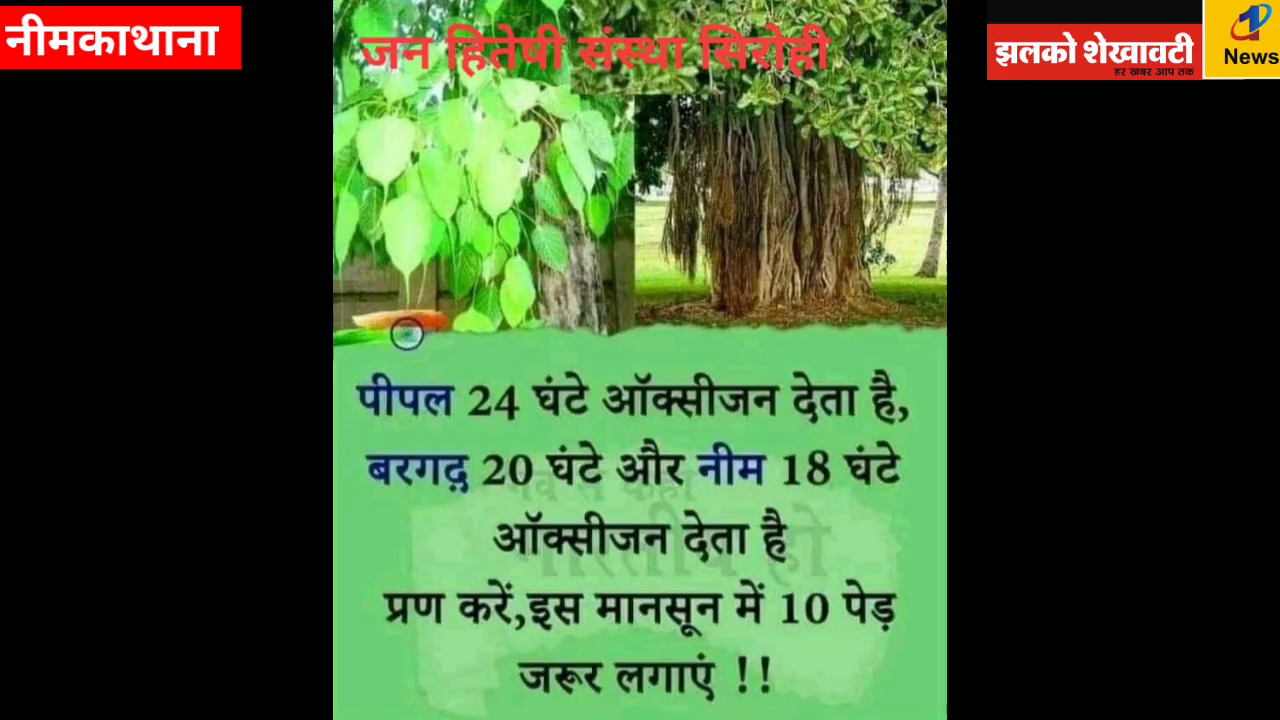 नीमकाथाना
जन हितेषी संस्था सिरोही
झलको शेखावटी
हर खबर आप तक
1
News
पीपल 24 घंटे ऑक्सीजन देता है,
बरगद़ 20 घंटे और नीम 18 घंटे
ऑक्सीजन देता है
प्रण करें,इस मानसून में 10 पेड़
जरूर लगाएं !!